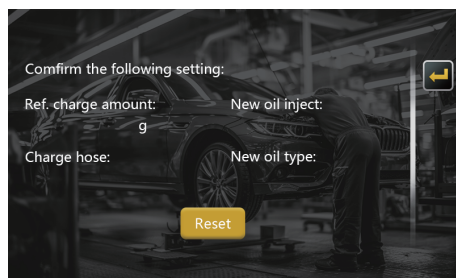 Comfirm the following setting:
Ref. charge amount: New oil inject:
g
Charge hose: New oil type:
Reset